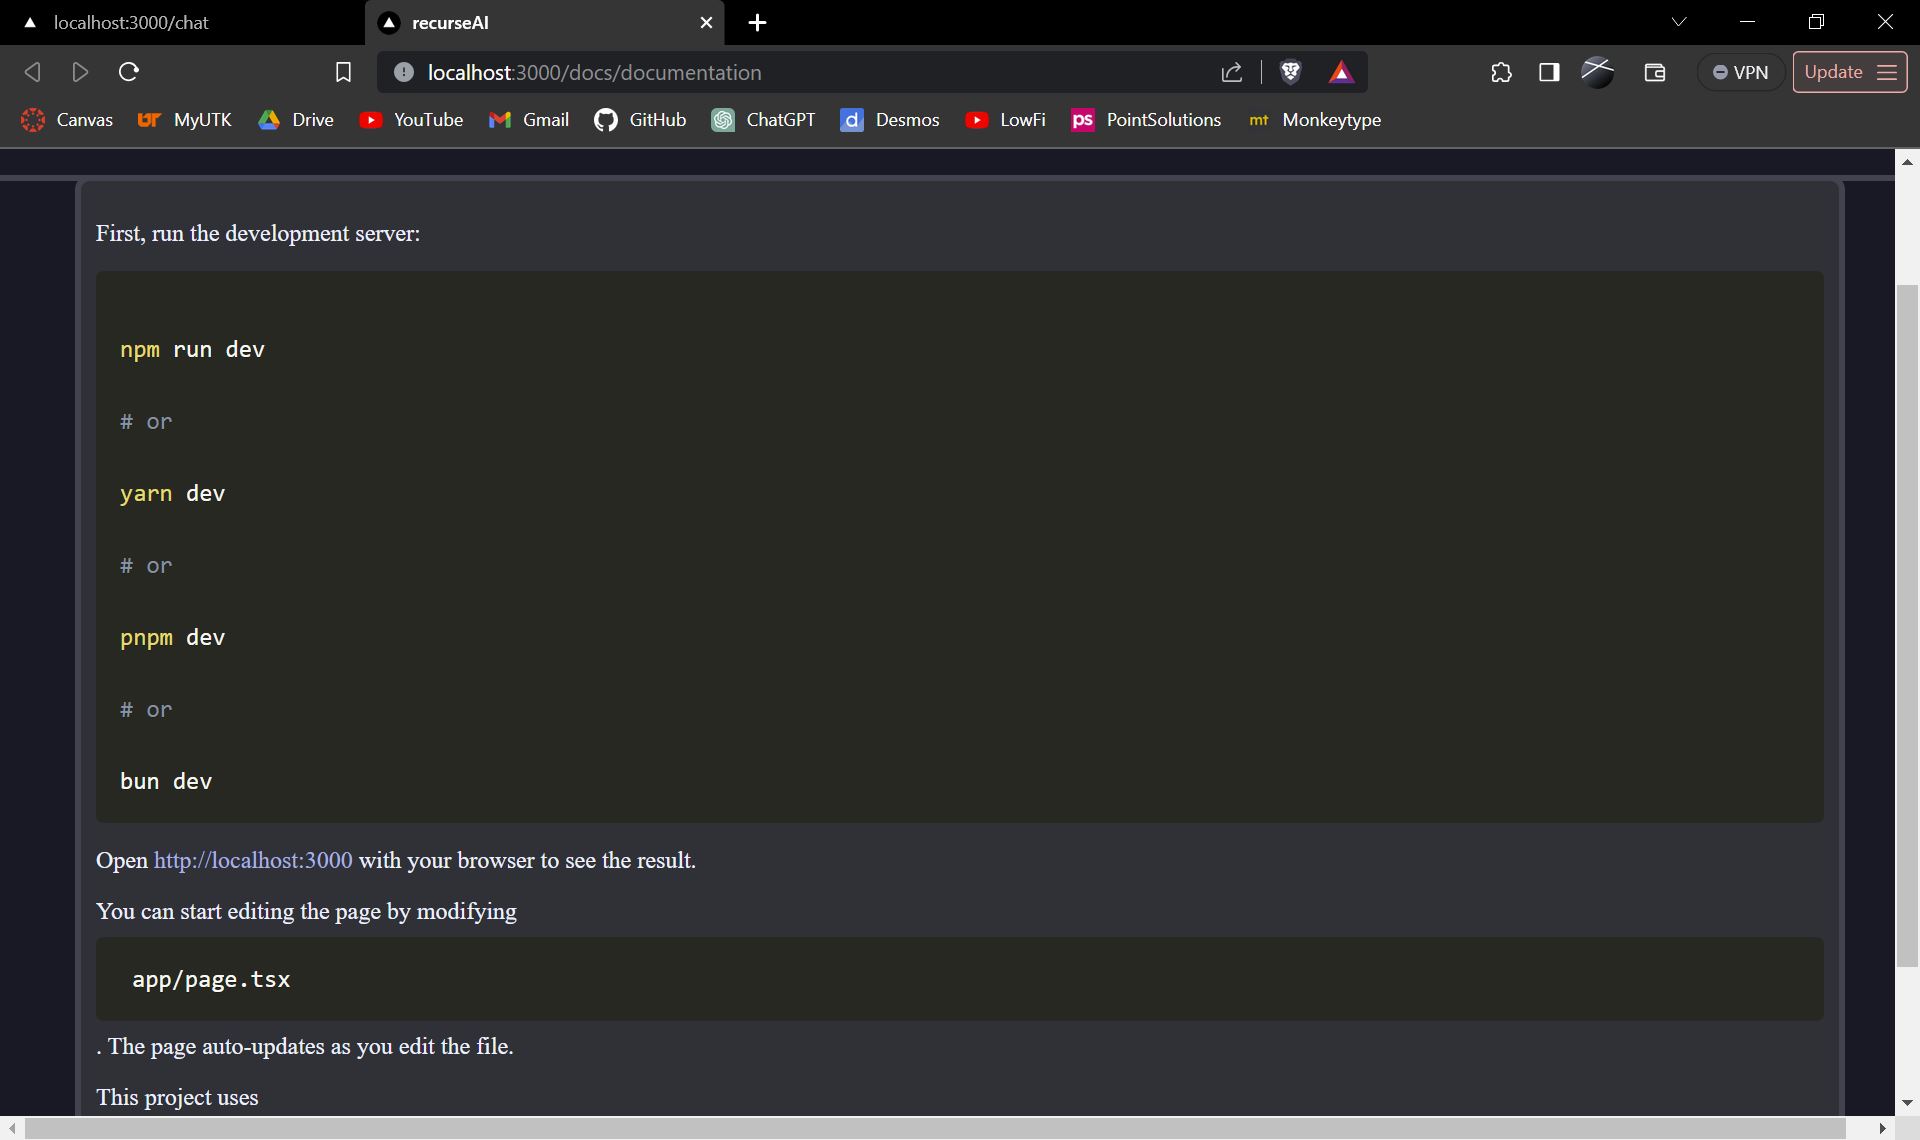 localhost:3000/chat
recurseAI
localhost:3000/docs/documentation
VPN
Update
Canvas
MyUTK
Drive
YouTube
Gmail
GitHub
ChatGPT
d Desmos
LowFi
ps PointSolutions
mt Monkeytype
First, run the development server:
npm run dev
# or
yarn dev
# or
pnpm dev
# or
bun dev
Open http://localhost:3000 with your browser to see the result.
You can start editing the page by modifying
app/page.tsx
. The page auto-updates as you edit the file.
This project uses